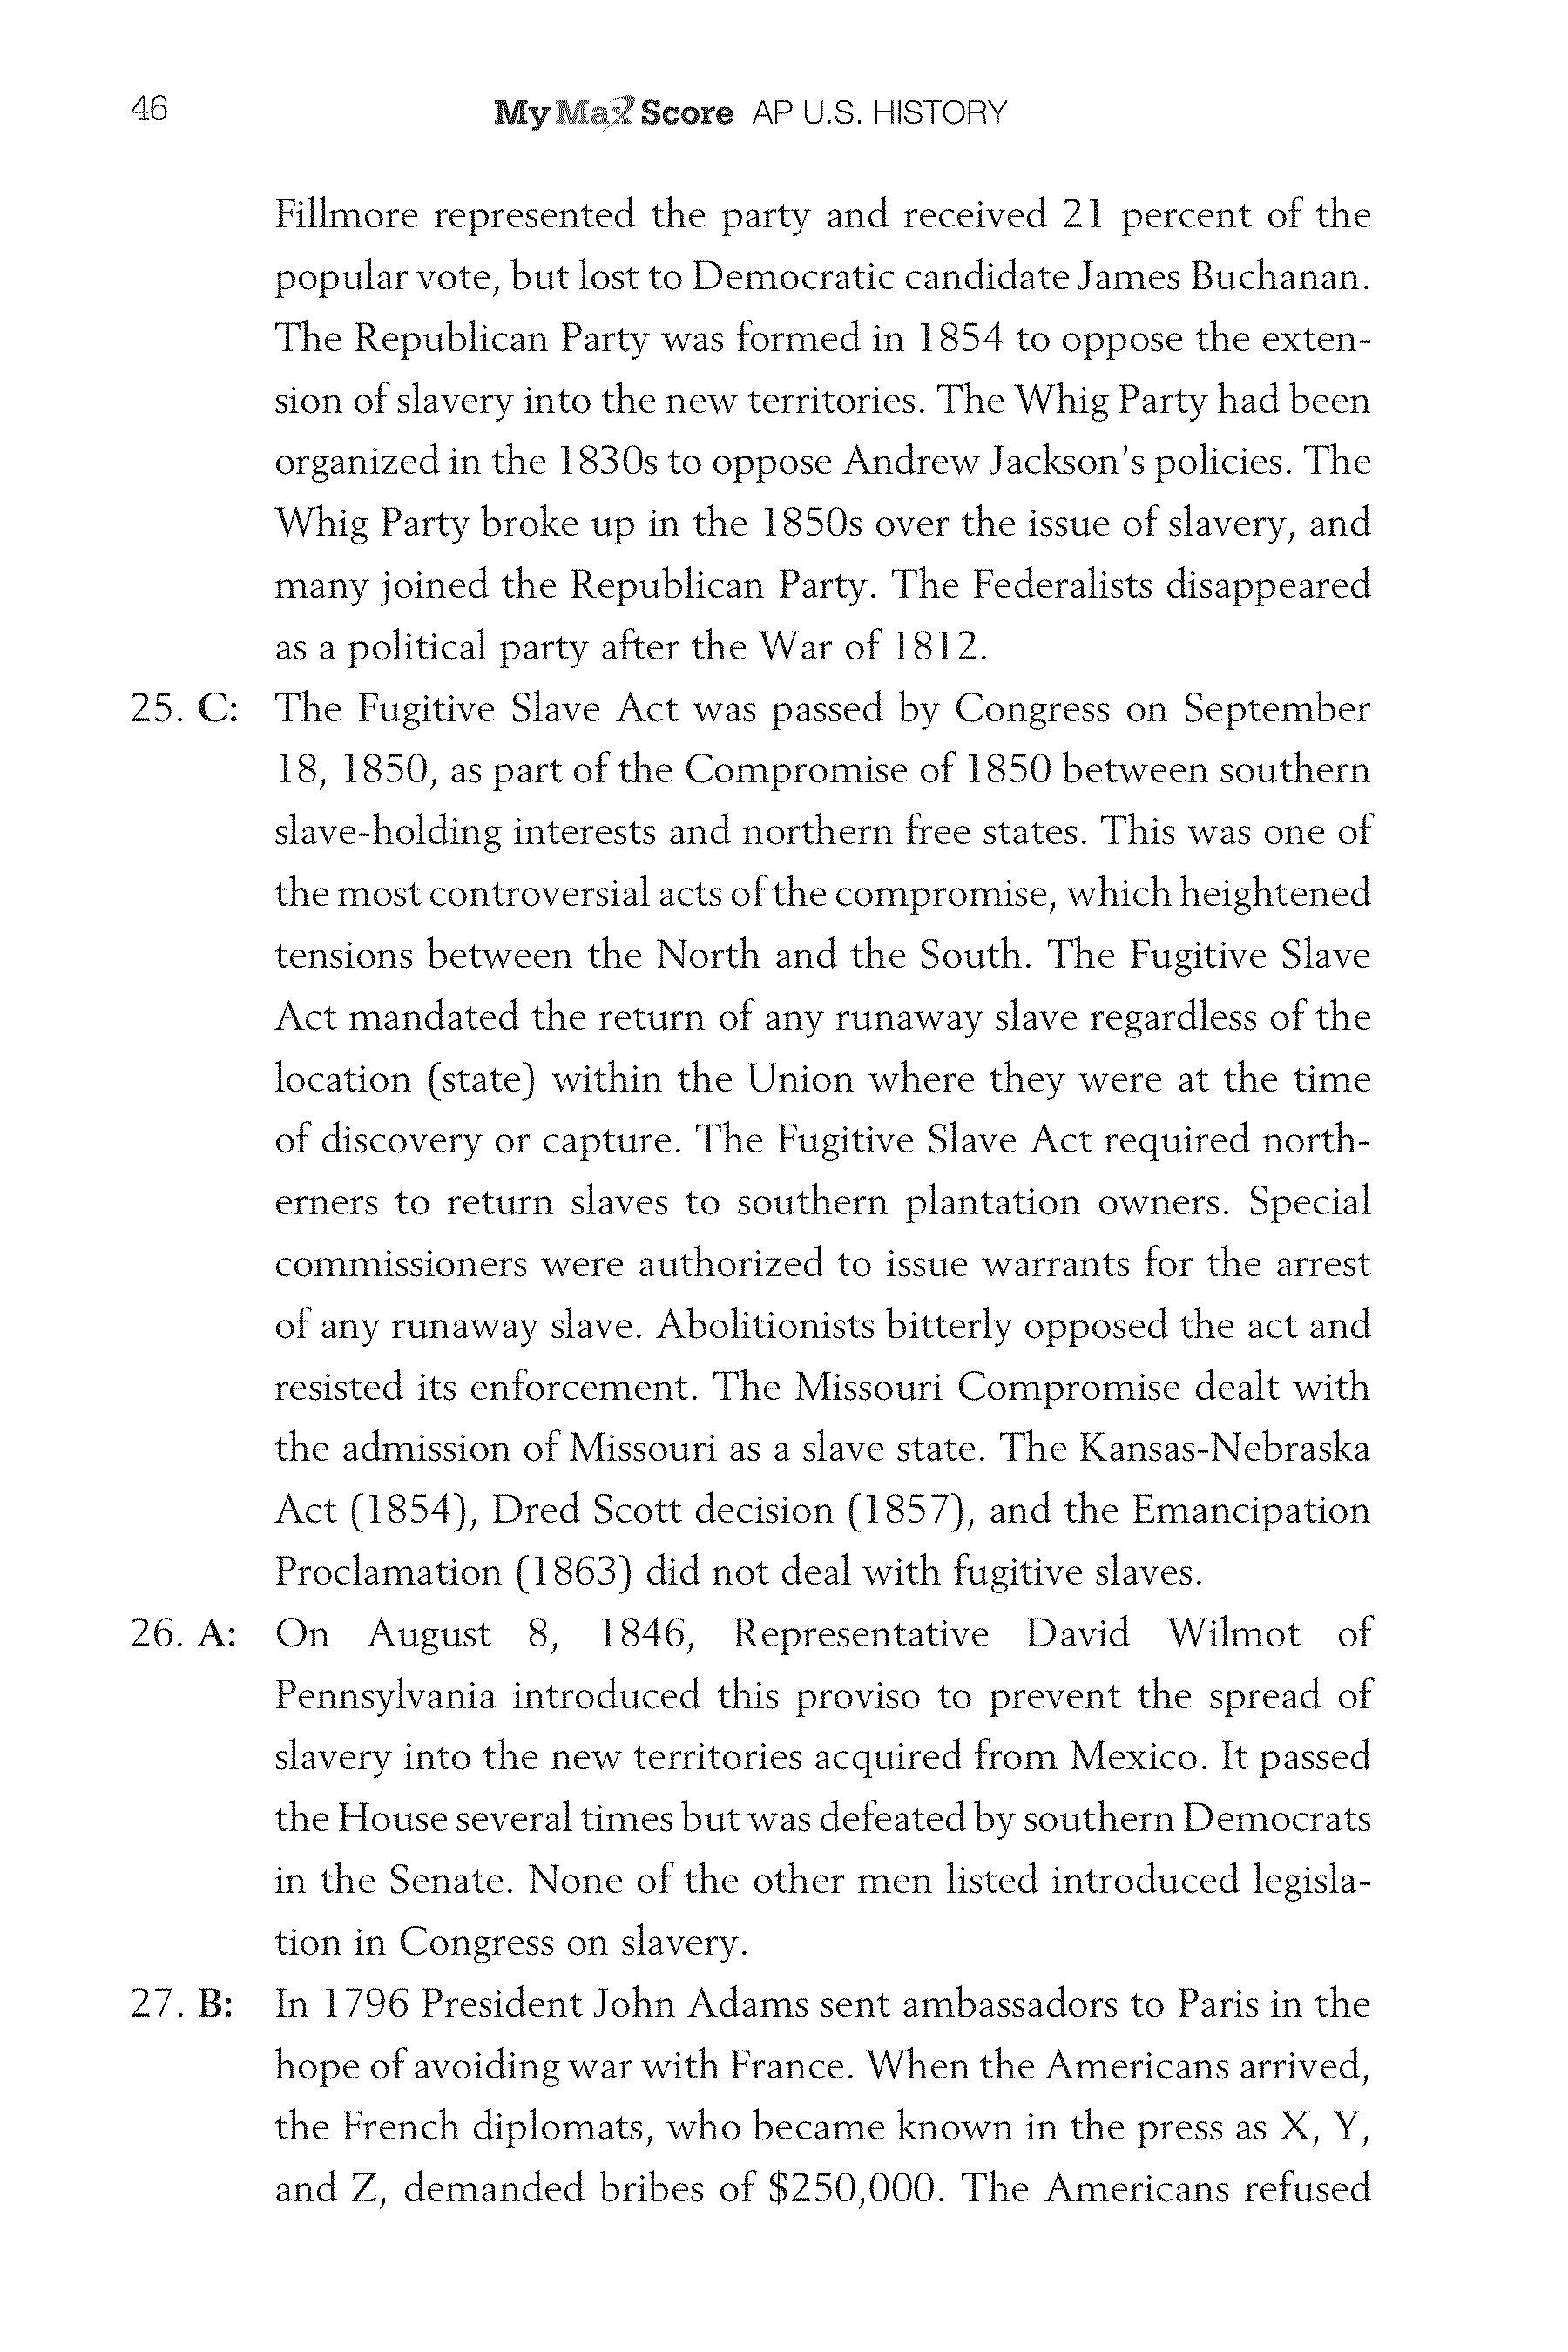 46
My Max Score AP U.S. HISTORY
Fillmore represented the party and received 21 percent of the
popular vote, but lost to Democratic candidate James Buchanan.
The Republican Party was formed in 1854 to oppose the exten-
sion of slavery into the new territories. The Whig Party had been
organized in the 1830s to oppose Andrew Jackson's policies. The
Whig Party broke up in the 1850s over the issue of slavery, and
many joined the Republican Party. The Federalists disappeared
as a political party after the War of 1812.
25. C: The Fugitive Slave Act was passed by Congress on September
18, 1850, as part of the Compromise of 1850 between southern
slave-holding interests and northern free states. This was one of
the most controversial acts of the compromise, which heightened
tensions between the North and the South. The Fugitive Slave
Act mandated the return of any runaway slave regardless of the
location (state) within the Union where they were at the time
of discovery or capture. The Fugitive Slave Act required north-
erners to return slaves to southern plantation owners. Special
commissioners were authorized to issue warrants for the arrest
of any runaway slave. Abolitionists bitterly opposed the act and
resisted its enforcement. The Missouri Compromise dealt with
the admission of Missouri as a slave state. The Kansas-Nebraska
Act (1854), Dred Scott decision (1857), and the Emancipation
Proclamation (1863) did not deal with fugitive slaves.
26. A: On August 8, 1846, Representative David Wilmot of
Pennsylvania introduced this proviso to prevent the spread of
slavery into the new territories acquired from Mexico. It passed
the House several times but was defeated by southern Democrats
in the Senate. None of the other men listed introduced legisla-
tion in Congress on slavery.
27. B: In 1796 President John Adams sent ambassadors to Paris in the
hope of avoiding war with France. When the Americans arrived,
the French diplomats, who became known in the press as X, Y,
and Z, demanded bribes of $250,000. The Americans refused